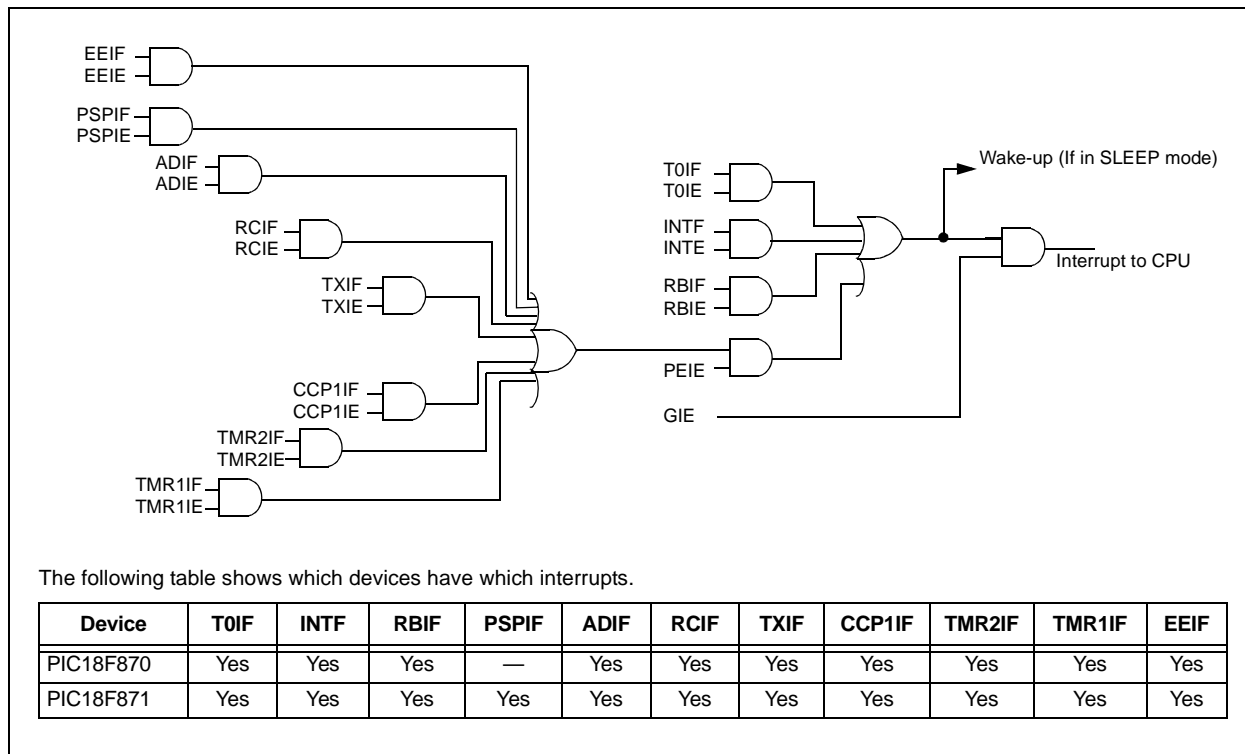 EEIF
EEIE
PSPIF
PSPIE
ADIF
ADIE
RCIF
RCIE
TXIF
TXIE
CCP1IF
CCP1IE
TMR2IF
TMR2IE
TMR1IF
TMR1IE
T0IF
T0IE
INTF
INTE
RBIF
RBIE
PEIE
GIE
Wake-up (If in SLEEP mode)
Interrupt to CPU
The following table shows which devices have which interrupts.
Device T0IF INTF RBIF PSPIF ADIF RCIF TXIF CCP1IF TMR2IF TMR1IF EEIF
PIC18F870 Yes Yes Yes — Yes Yes Yes Yes Yes Yes Yes
PIC18F871 Yes Yes Yes Yes Yes Yes Yes Yes Yes Yes Yes